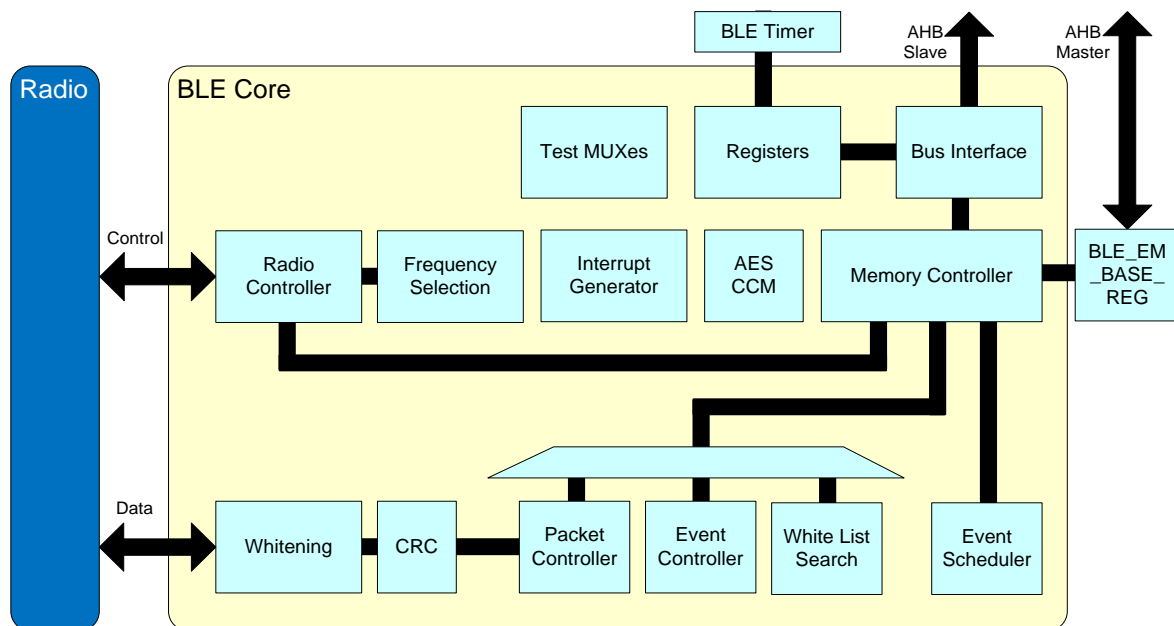 BLE Timer
AHB
Slave
AHB
Master
Radio
BLE Core
Test MUXes
Registers
Bus Interface
Control
Radio
Controller
Frequency
Selection
Interrupt
Generator
AES
CCM
Memory Controller
BLE_EM
_BASE_
REG
Data
Whitening
CRC
Packet
Controller
Event
Controller
White List
Search
Event
Scheduler